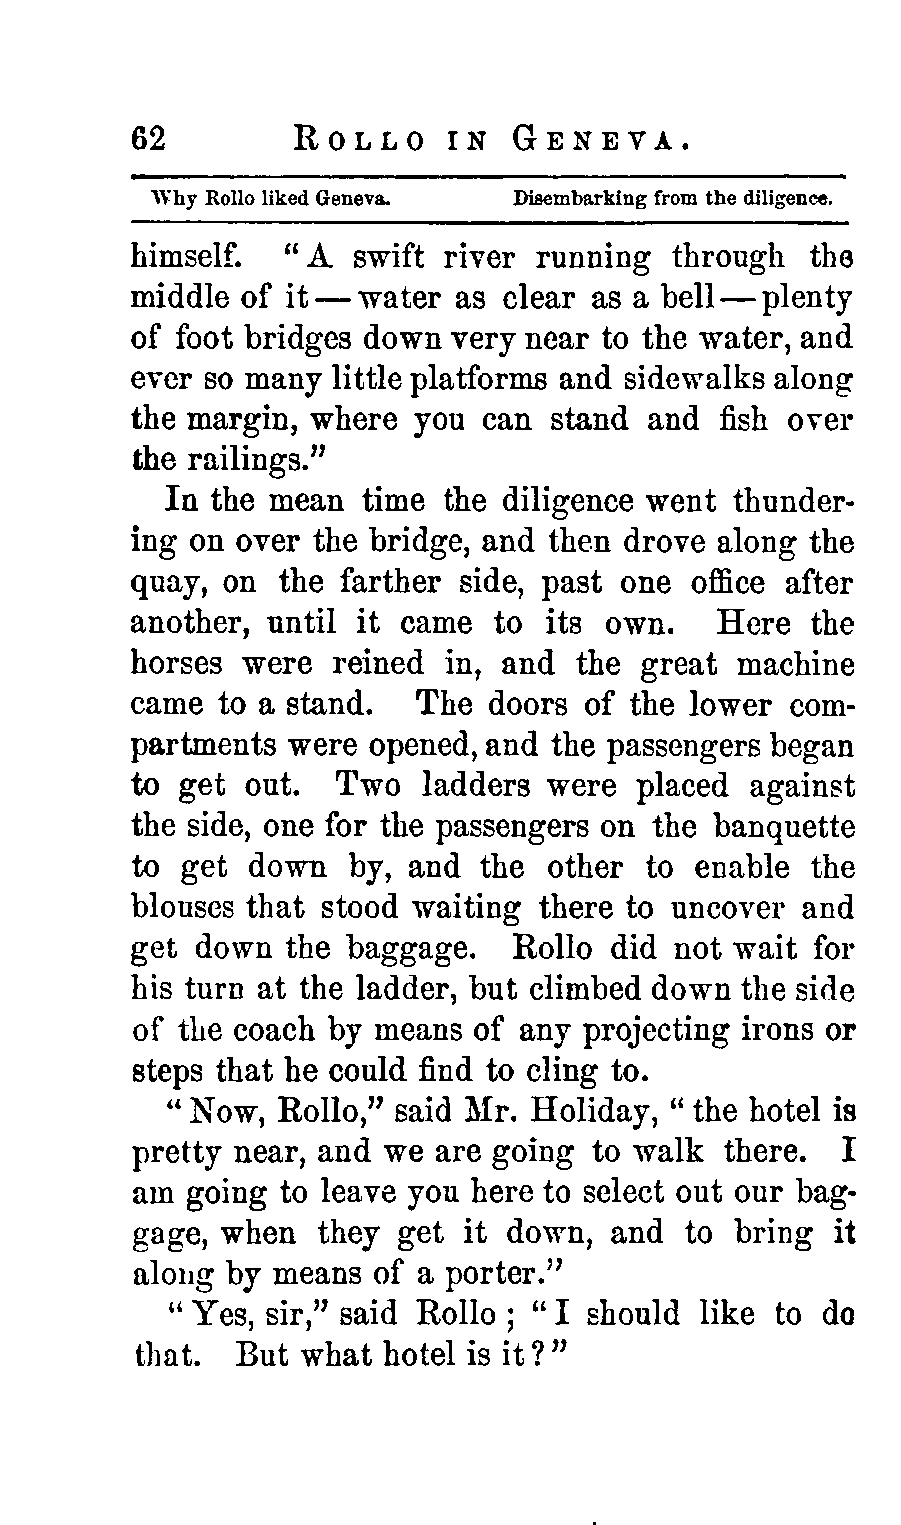 62 ROLLO IN GENEVA.
Why Rollo liked Geneva. Disembarking from the diligence.
himself. “A swift river running through the
middle of it—water as clear as a bell—plenty
of foot bridges down very near to the water, and
ever so many little platforms and sidewalks along
the margin, where you can stand and fish over
the railings.”
In the mean time the diligence went thunder-
ing on over the bridge, and then drove along the
quay, on the farther side, past one office after
another, until it came to its own. Here the
horses were reined in, and the great machine
came to a stand. The doors of the lower com-
partments were opened, and the passengers began
to get out. Two ladders were placed against
the side, one for the passengers on the banquette
to get down by, and the other to enable the
blouses that stood waiting there to uncover and
get down the baggage. Rollo did not wait for
his turn at the ladder, but climbed down the side
of the coach by means of any projecting irons or
steps that he could find to cling to.
“Now, Rollo,” said Mr. Holiday, “the hotel is
pretty near, and we are going to walk there. I
am going to leave you here to select out our bag-
gage, when they get it down, and to bring it
along by means of a porter.”
“Yes, sir,” said Rollo; “I should like to do
that. But what hotel is it?”